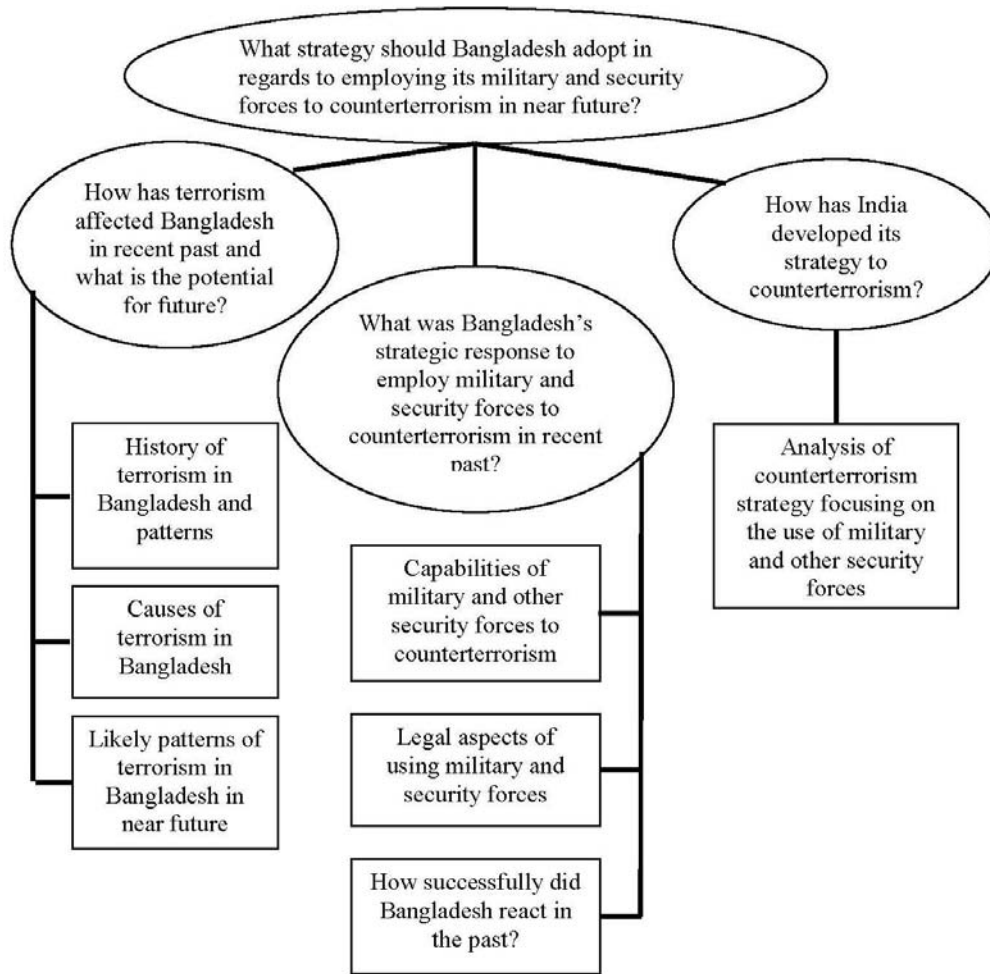 What strategy should Bangladesh adopt in
regards to employing its military and security
forces to counterterrorism in near future?
How has terrorism
affected Bangladesh
in recent past and
what is the potential
for future?
What was Bangladesh's
strategic response to
employ military and
security forces to
counterterrorism in recent
past?
How has India
developed its
strategy to
counterterrorism?
History of
terrorism in
Bangladesh and
patterns
Causes of
terrorism in
Bangladesh
Likely patterns of
terrorism in
Bangladesh in
near future
Capabilities of
military and other
security forces to
counterterrorism
Legal aspects of
using military and
security forces
How successfully did
Bangladesh react in
the past?
Analysis of
counterterrorism
strategy focusing on
the use of military
and other security
forces